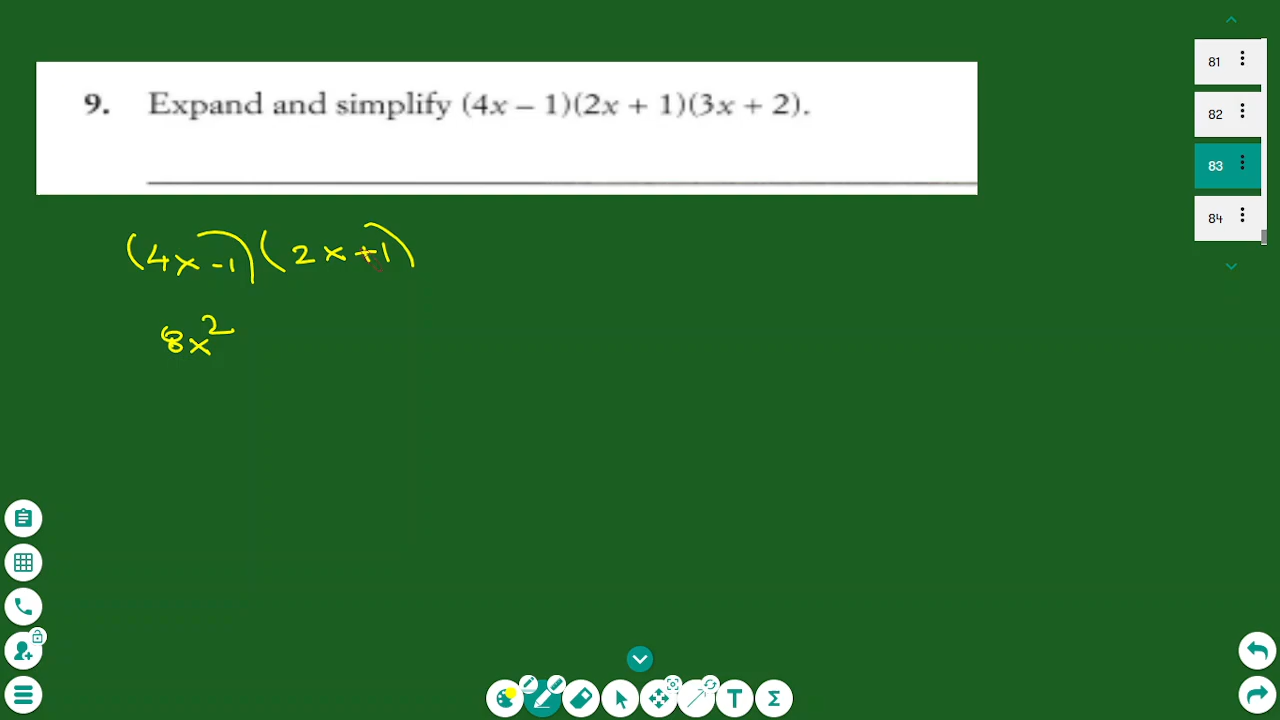 9. Expand and simplify (4x – 1)(2x + 1)(3x + 2).
(4x -1)(2x+1)
8x²
81
82
83
84
T
Σ